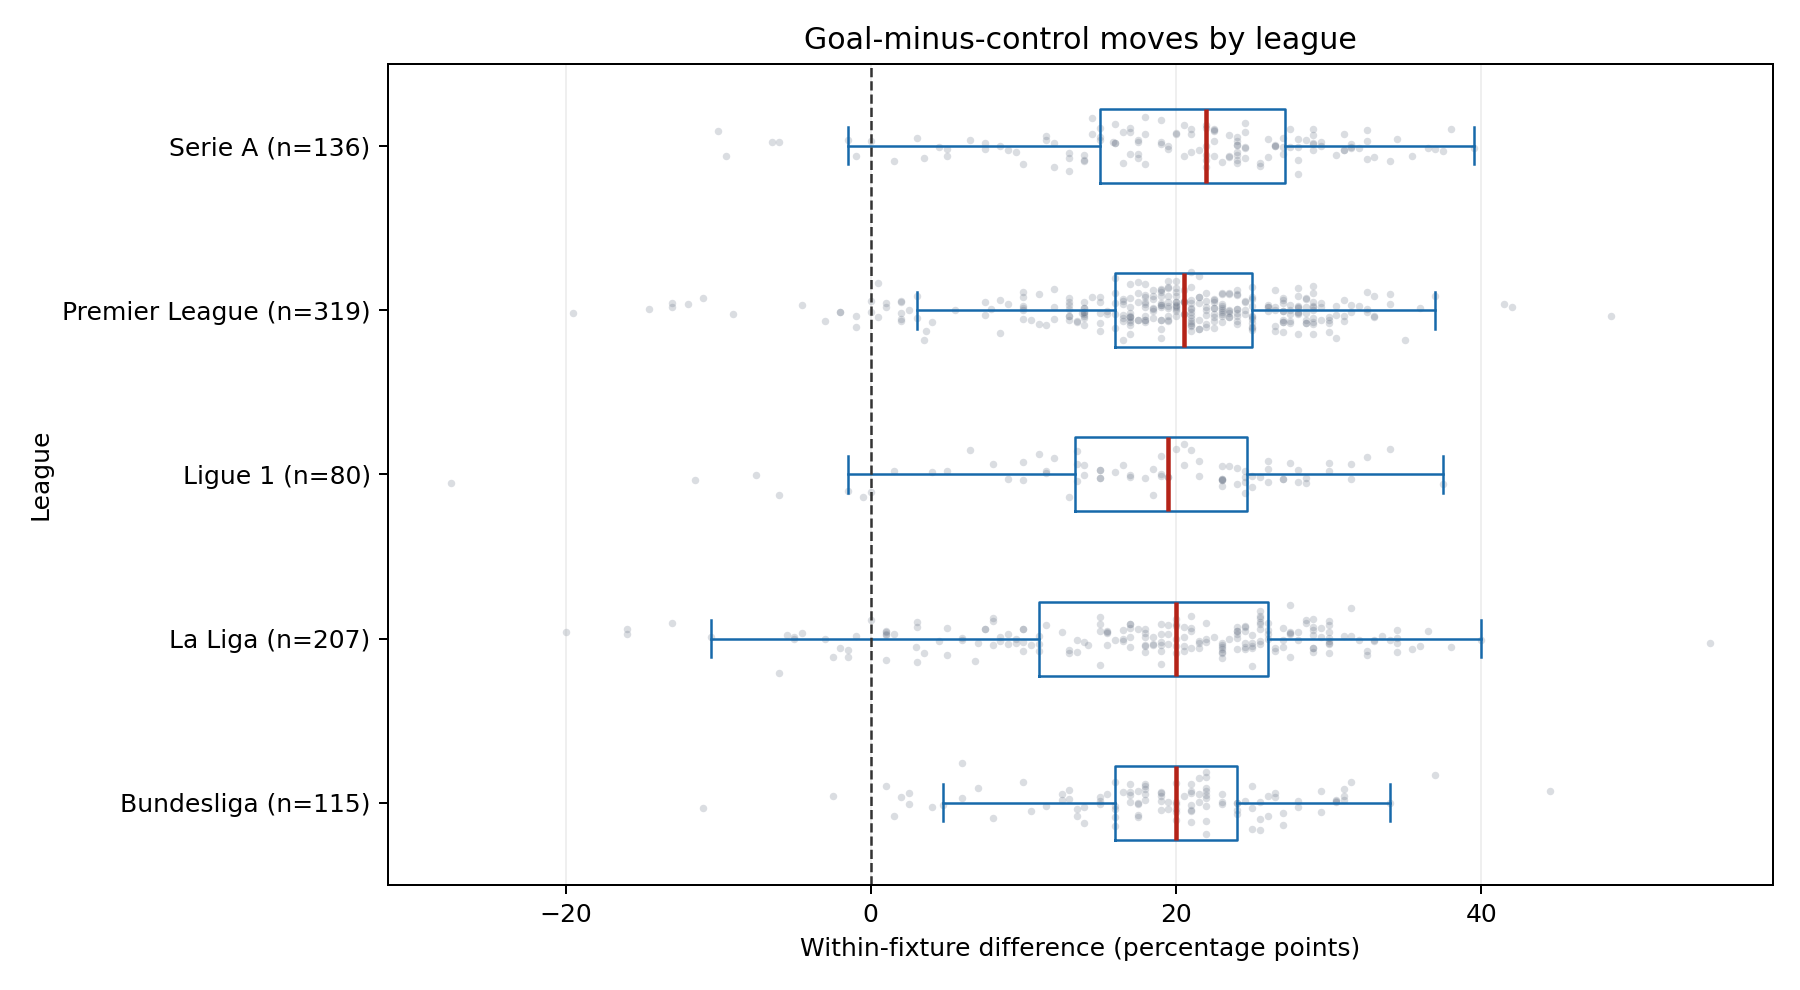 Goal-minus-control moves by league
Serie A (n=136)
Premier League (n=319)
Ligue 1 (n=80)
La Liga (n=207)
Bundesliga (n=115)
League
−20 0 20 40
Within-fixture difference (percentage points)